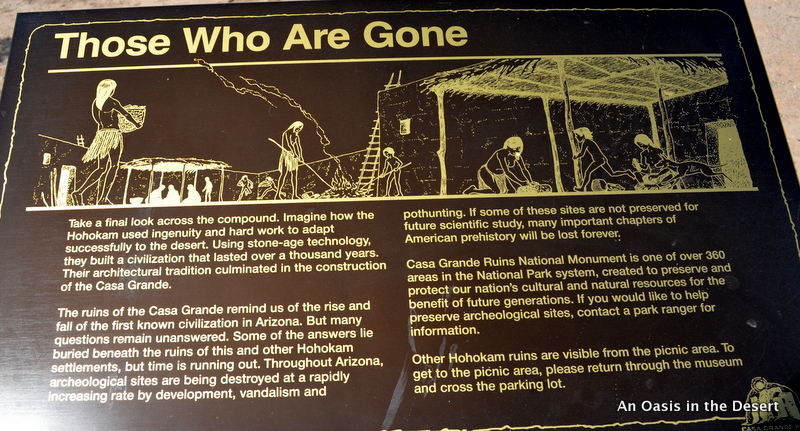 Those Who Are Gone
Take a final look across the compound. Imagine how the
Hohokam used ingenuity and hard work to adapt
successfully to the desert. Using stone-age technology,
they built a civilization that lasted over a thousand years.
Their architectural tradition culminated in the construction
of the Casa Grande.
The ruins of the Casa Grande remind us of the rise and
fall of the first known civilization in Arizona. But many
questions remain unanswered. Some of the answers lie
buried beneath the ruins of this and other Hohokam
settlements, but time is running out. Throughout Arizona,
archeological sites are being destroyed at a rapidly
increasing rate by development, vandalism and
pothunting. If some of these sites are not preserved for
future scientific study, many important chapters of
American prehistory will be lost forever.
Casa Grande Ruins National Monument is one of over 360
areas in the National Park system, created to preserve and
protect our nation's cultural and natural resources for the
benefit of future generations. If you would like to help
preserve archeological sites, contact a park ranger for
information.
Other Hohokam ruins are visible from the picnic area. To
get to the picnic area, please return through the museum
and cross the parking lot.
An Oasis in the Desert
CASA GRANDE